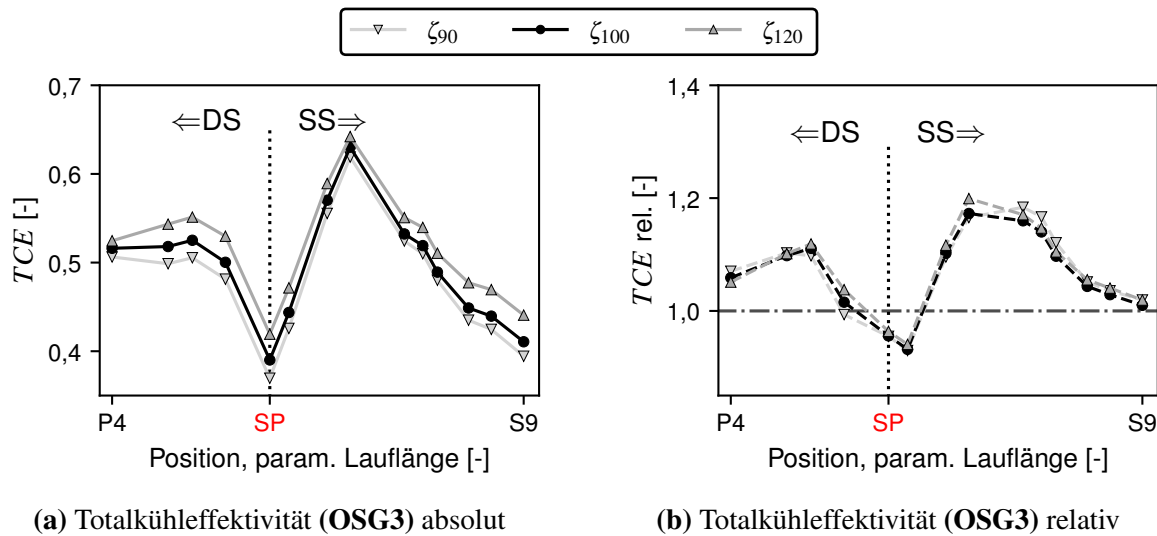 ζ90 ζ100 ζ120
0,7
0,6
0,5
0,4
TCE [-]
⇐DS SS⇒
P4 SP S9
Position, param. Lauflänge [-]
(a) Totalkühleffektivität (OSG3) absolut
1,4
1,2
1,0
TCE rel. [-]
⇐DS SS⇒
P4 SP S9
Position, param. Lauflänge [-]
(b) Totalkühleffektivität (OSG3) relativ